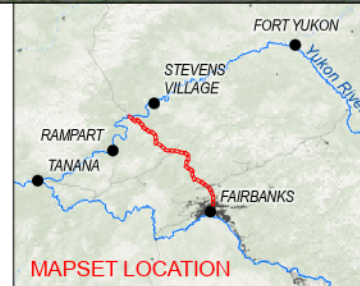 FORT YUKON
Yukon River
STEVENS
VILLAGE
RAMPART
TANANA
FAIRBANKS
MAPSET LOCATION